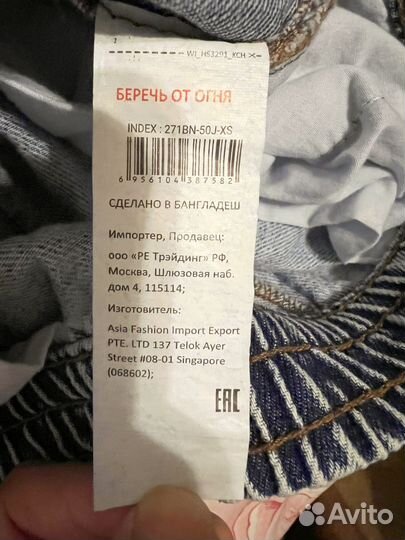 1
WI_HS3291_KCH
БЕРЕЧЬ ОТ ОГНЯ
INDEX : 271BN-50J-XS
6 956104 387582
СДЕЛАНО В БАНГЛАДЕШ
Импортер, Продавец:
ооо «РЕ Трэйдинг» РФ,
Москва, Шлюзовая наб.
дом 4, 115114;
Изготовитель:
Asia Fashion Import Export
PTE. LTD 137 Telok Ayer
Street #08-01 Singapore
(068602);
EAC
Avito